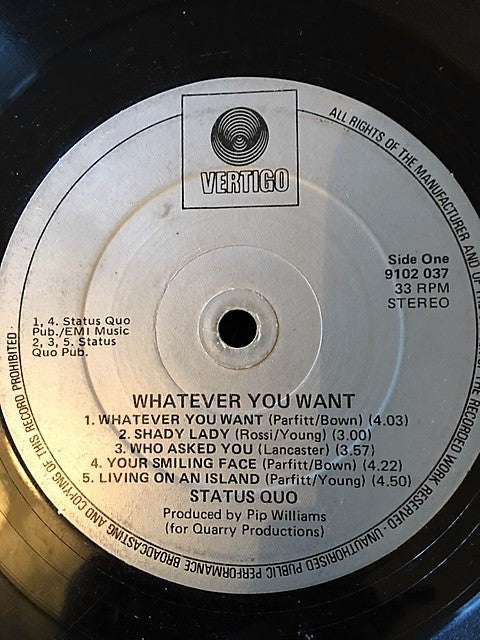 VERTIGO
ALL RIGHTS OF THE MANUFACTURER AND OF THE RECORDED WORK RESERVED·UNAUTHORISED PUBLIC PERFORMANCE BROADCASTING AND COPYING OF THIS RECORD PROHIBITED·
Side One
9102 037
33 RPM
STEREO
1, 4. Status Quo
Pub./EMI Music
2, 3, 5. Status
Quo Pub.
WHATEVER YOU WANT
1. WHATEVER YOU WANT (Parfitt/Bown) (4.03)
2. SHADY LADY (Rossi/Young) (3.00)
3. WHO ASKED YOU (Lancaster) (3.57)
4. YOUR SMILING FACE (Parfitt/Bown) (4.22)
5. LIVING ON AN ISLAND (Parfitt/Young) (4.50)
STATUS QUO
Produced by Pip Williams
(for Quarry Productions)